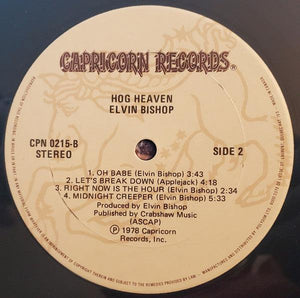 CAPRICORN RECORDS®
HOG HEAVEN
ELVIN BISHOP
CPN 0215-B
STEREO
SIDE 2
1. OH BABE (Elvin Bishop) 3:43
2. LET'S BREAK DOWN (Applejack) 4:18
3. RIGHT NOW IS THE HOUR (Elvin Bishop) 2:34
4. MIDNIGHT CREEPER (Elvin Bishop) 5:33
Produced by Elvin Bishop
Published by Crabshaw Music
(ASCAP)
℗ 1978 Capricorn
Records, Inc.